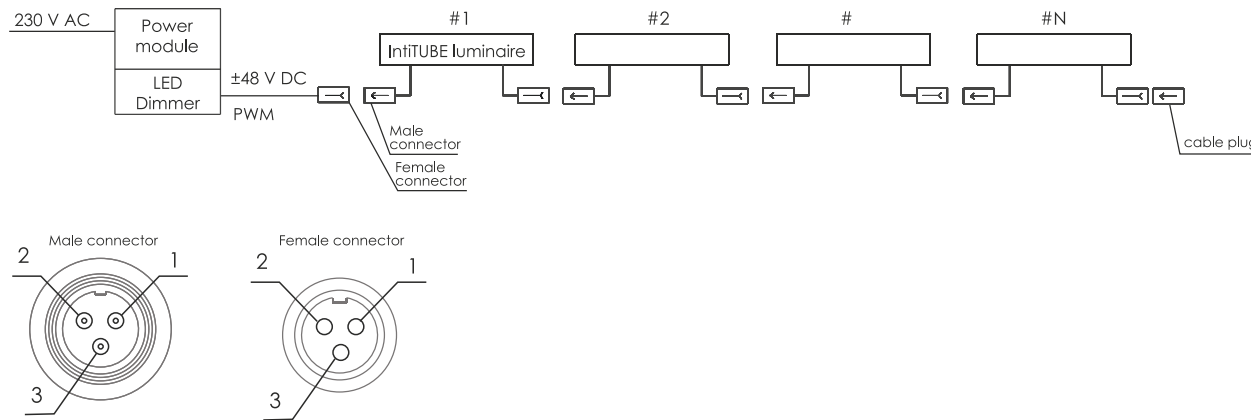 230 V AC
Power
module
LED
Dimmer
±48 V DC
PWM
#1
#2
#
#N
IntiTUBE luminaire
Male
connector
Female
connector
cable plug
Male connector
2
1
3
Female connector
2
1
3